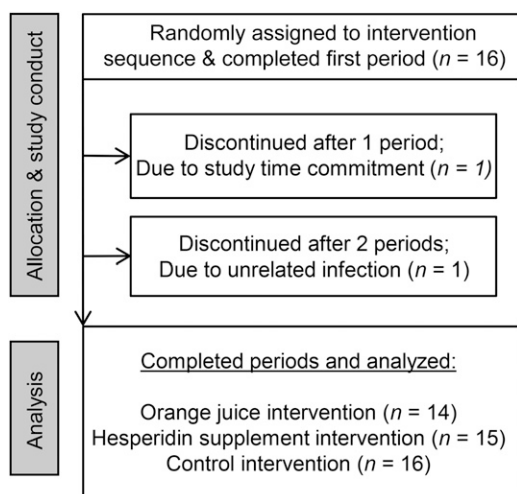 Allocation & study conduct
Randomly assigned to intervention
sequence & completed first period (n = 16)
Discontinued after 1 period;
Due to study time commitment (n = 1)
Discontinued after 2 periods;
Due to unrelated infection (n = 1)
Analysis
Completed periods and analyzed:
Orange juice intervention (n = 14)
Hesperidin supplement intervention (n = 15)
Control intervention (n = 16)